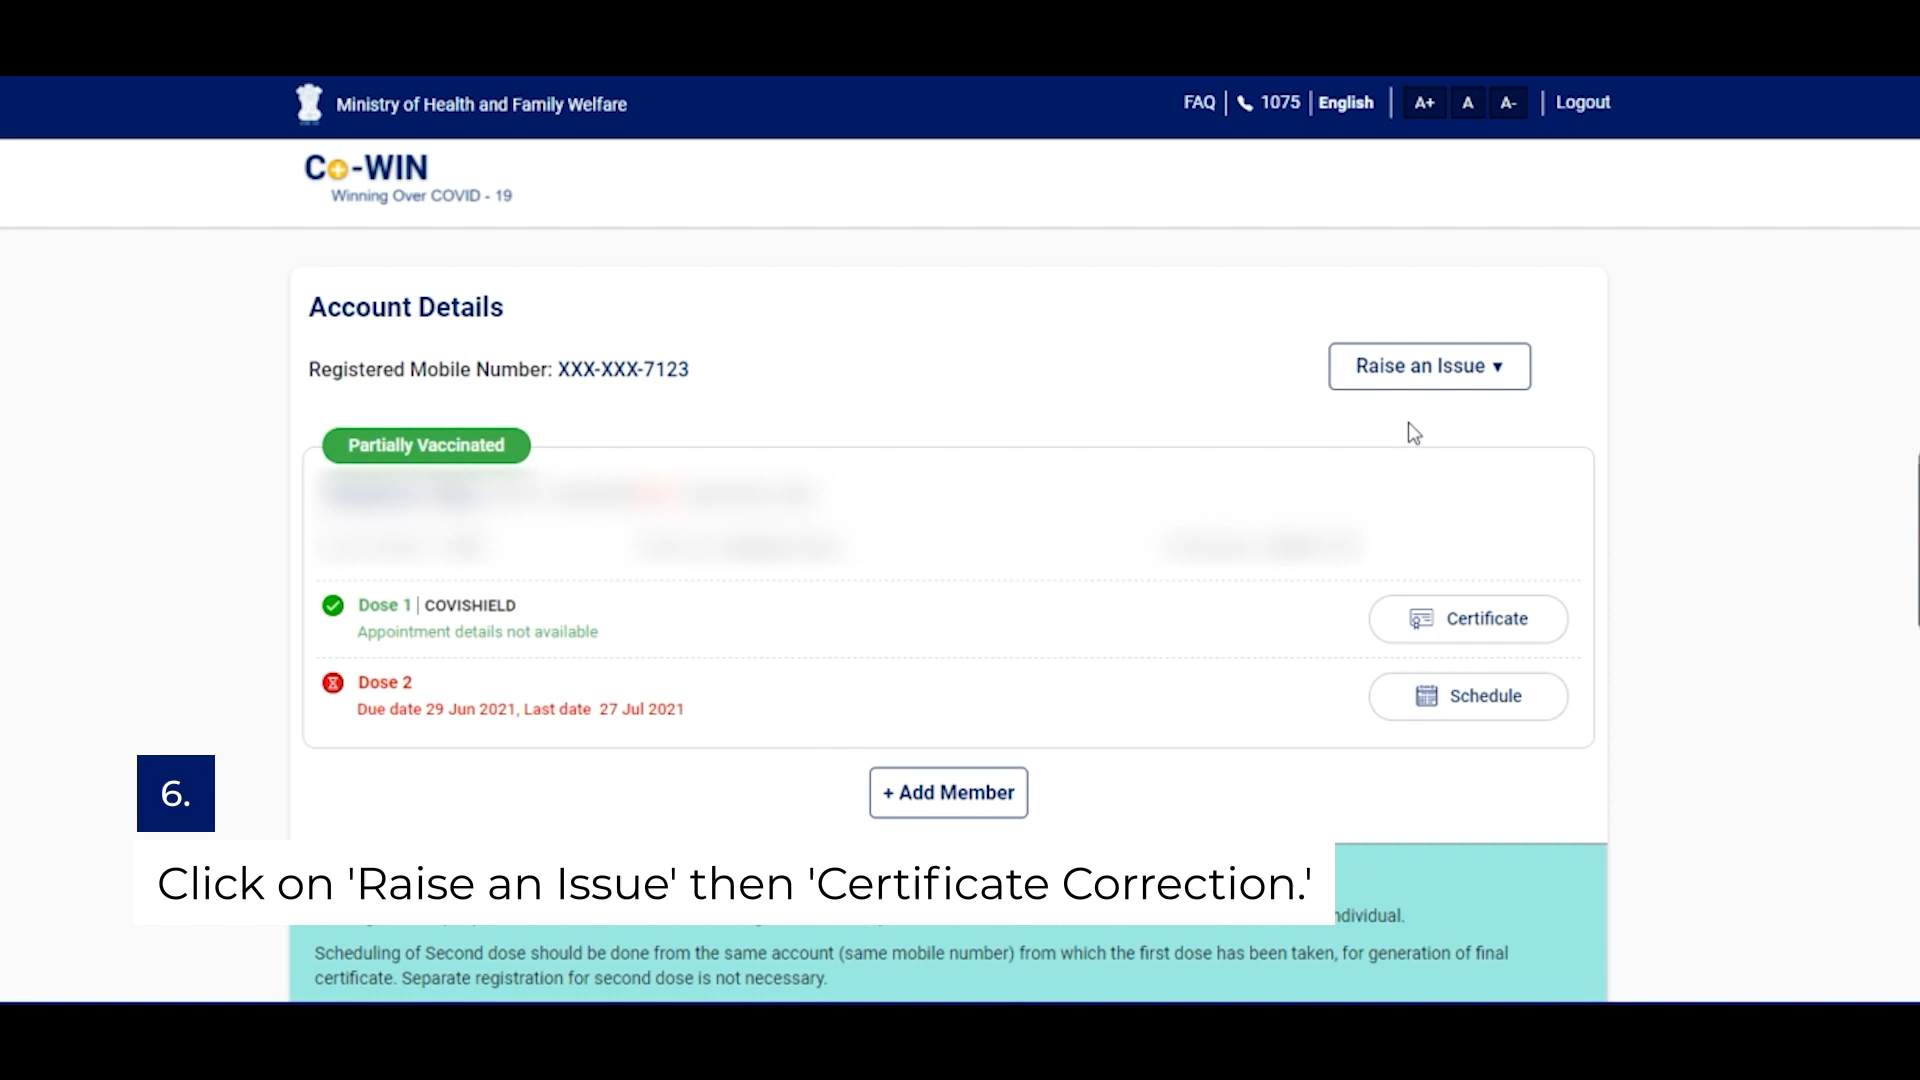 Ministry of Health and Family Welfare
FAQ | 1075 | English | A+ A A- | Logout
Co-WIN
Winning Over COVID - 19
Account Details
Registered Mobile Number: XXX-XXX-7123
Raise an Issue ▾
Partially Vaccinated
Dose 1 | COVISHIELD
Appointment details not available
Certificate
Dose 2
Due date 29 Jun 2021, Last date 27 Jul 2021
Schedule
+ Add Member
6.
Click on 'Raise an Issue' then 'Certificate Correction.'
Scheduling of Second dose should be done from the same account (same mobile number) from which the first dose has been taken, for generation of final
certificate. Separate registration for second dose is not necessary.